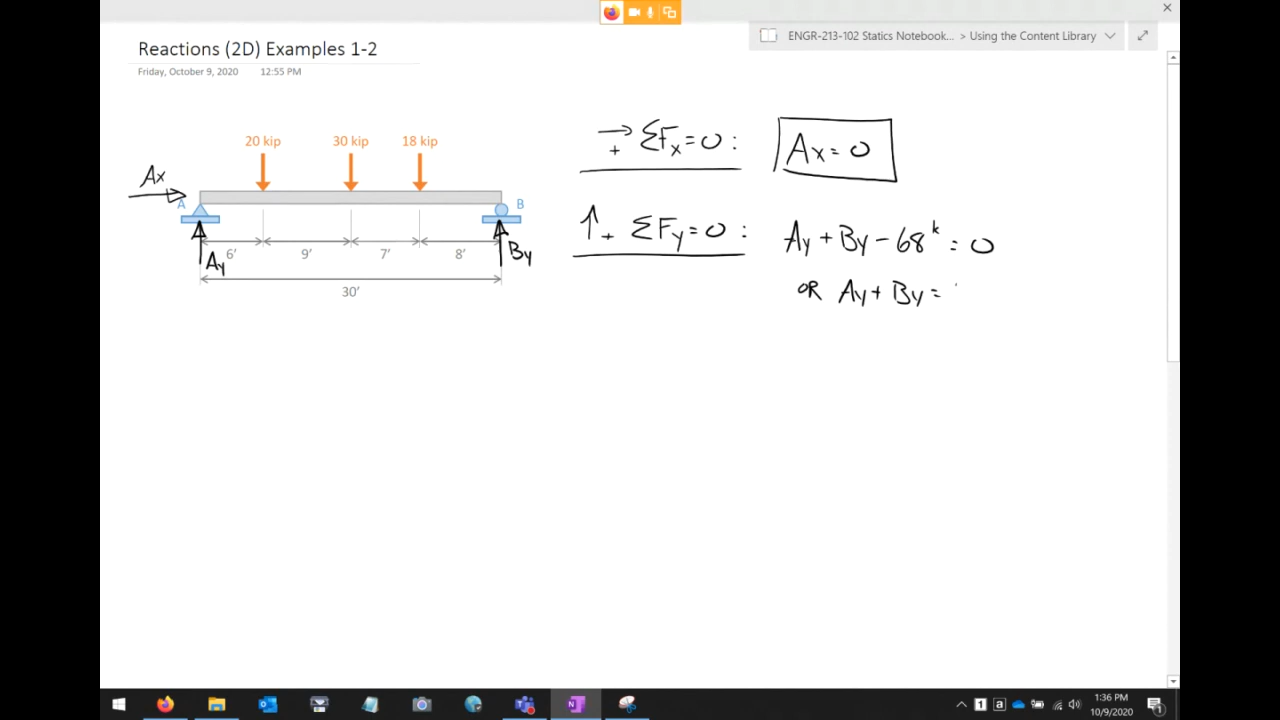 ENGR-213-102 Statics Notebook... > Using the Content Library
Reactions (2D) Examples 1-2
Friday, October 9, 2020 12:55 PM
20 kip 30 kip 18 kip
Ax
A
B
Ay
By
6' 9' 7' 8'
30'
→+ ΣFx = 0 : Ax = 0
↑+ ΣFy = 0 : Ay + By - 68ᵏ = 0
OR Ay + By =
1:36 PM
10/9/2020